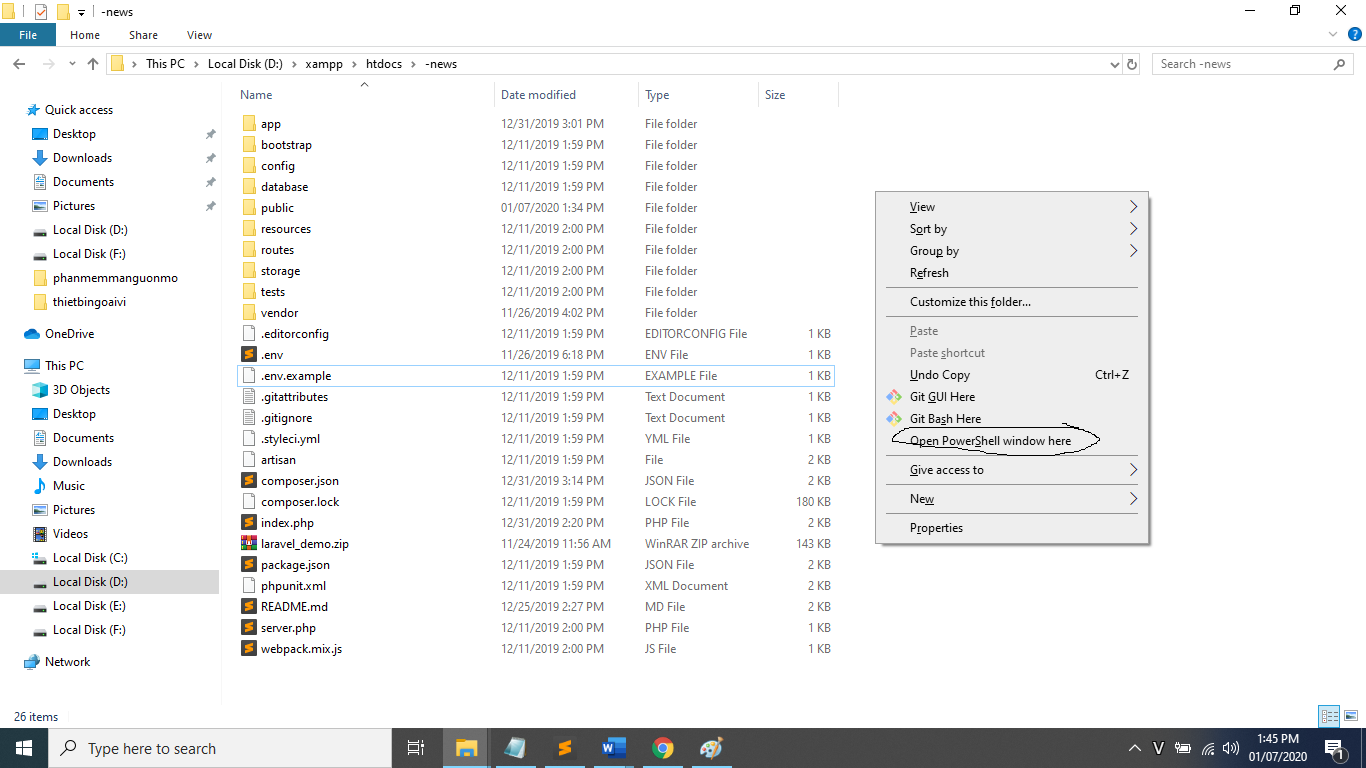 -news
File Home Share View
This PC Local Disk (D:) xampp htdocs -news
Search -news
Name Date modified Type Size
Quick access
Desktop
Downloads
Documents
Pictures
Local Disk (D:)
Local Disk (F:)
phanmemmanguonmo
thietbingoaivi
OneDrive
This PC
3D Objects
Desktop
Documents
Downloads
Music
Pictures
Videos
Local Disk (C:)
Local Disk (D:)
Local Disk (E:)
Local Disk (F:)
Network
app 12/31/2019 3:01 PM File folder
bootstrap 12/11/2019 1:59 PM File folder
config 12/11/2019 1:59 PM File folder
database 12/11/2019 1:59 PM File folder
public 01/07/2020 1:34 PM File folder
resources 12/11/2019 2:00 PM File folder
routes 12/11/2019 2:00 PM File folder
storage 12/11/2019 2:00 PM File folder
tests 12/11/2019 2:00 PM File folder
vendor 11/26/2019 4:02 PM File folder
.editorconfig 12/11/2019 1:59 PM EDITORCONFIG File 1 KB
.env 11/26/2019 6:18 PM ENV File 1 KB
.env.example 12/11/2019 1:59 PM EXAMPLE File 1 KB
.gitattributes 12/11/2019 1:59 PM Text Document 1 KB
.gitignore 12/11/2019 1:59 PM Text Document 1 KB
.styleci.yml 12/11/2019 1:59 PM YML File 1 KB
artisan 12/11/2019 1:59 PM File 2 KB
composer.json 12/31/2019 3:14 PM JSON File 2 KB
composer.lock 12/11/2019 1:59 PM LOCK File 180 KB
index.php 12/31/2019 2:20 PM PHP File 2 KB
laravel_demo.zip 11/24/2019 11:56 AM WinRAR ZIP archive 143 KB
package.json 12/11/2019 1:59 PM JSON File 2 KB
phpunit.xml 12/11/2019 1:59 PM XML Document 2 KB
README.md 12/25/2019 2:27 PM MD File 2 KB
server.php 12/11/2019 2:00 PM PHP File 1 KB
webpack.mix.js 12/11/2019 2:00 PM JS File 1 KB
View
Sort by
Group by
Refresh
Customize this folder...
Paste
Paste shortcut
Undo Copy Ctrl+Z
Git GUI Here
Git Bash Here
Open PowerShell window here
Give access to
New
Properties
26 items
Type here to search
V
1:45 PM
01/07/2020
1